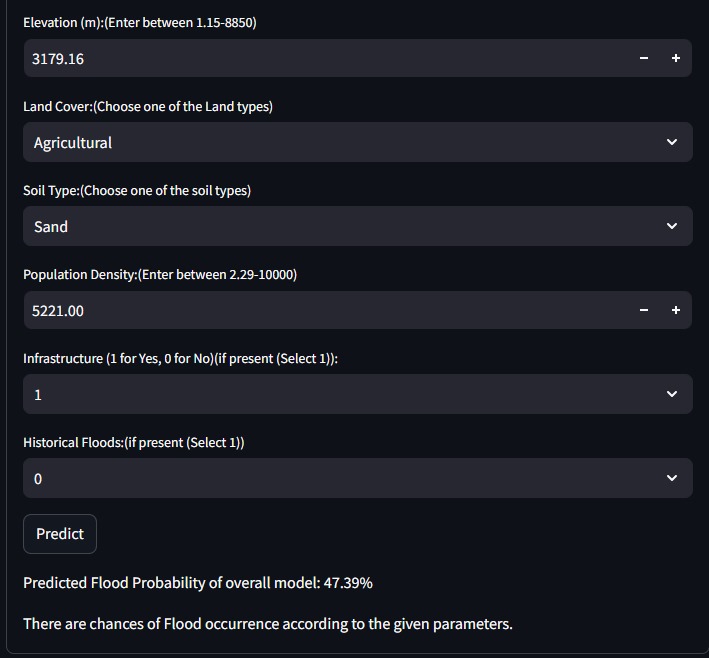 Elevation (m):(Enter between 1.15-8850)
3179.16
Land Cover:(Choose one of the Land types)
Agricultural
Soil Type:(Choose one of the soil types)
Sand
Population Density:(Enter between 2.29-10000)
5221.00
Infrastructure (1 for Yes, 0 for No)(if present (Select 1)):
1
Historical Floods:(if present (Select 1))
0
Predict
Predicted Flood Probability of overall model: 47.39%
There are chances of Flood occurrence according to the given parameters.